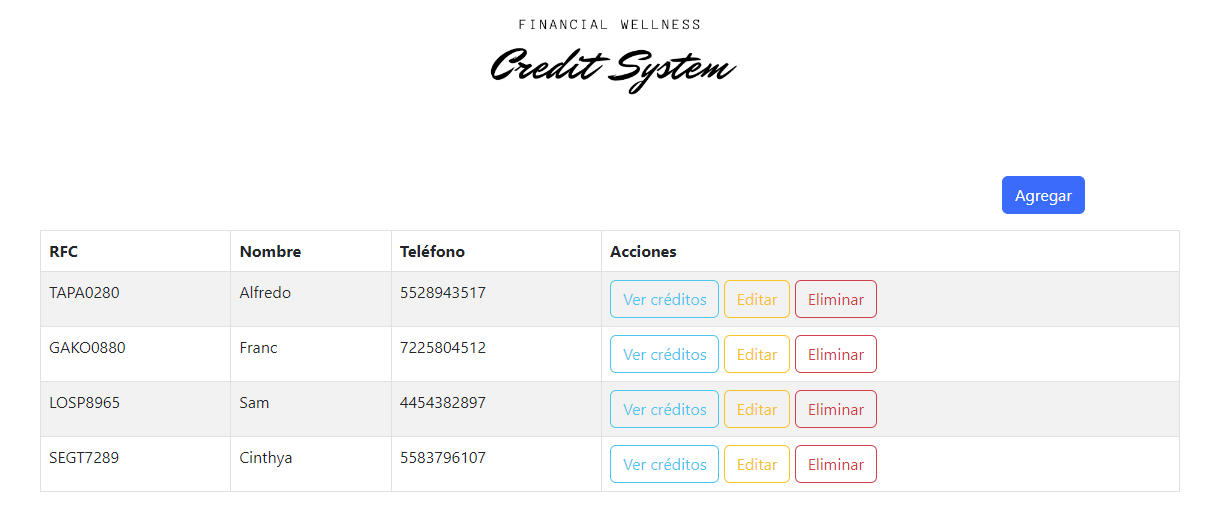 FINANCIAL WELLNESS
Credit System
Agregar
RFC Nombre Teléfono Acciones
TAPA0280 Alfredo 5528943517 Ver créditos Editar Eliminar
GAKO0880 Franc 7225804512 Ver créditos Editar Eliminar
LOSP8965 Sam 4454382897 Ver créditos Editar Eliminar
SEGT7289 Cinthya 5583796107 Ver créditos Editar Eliminar